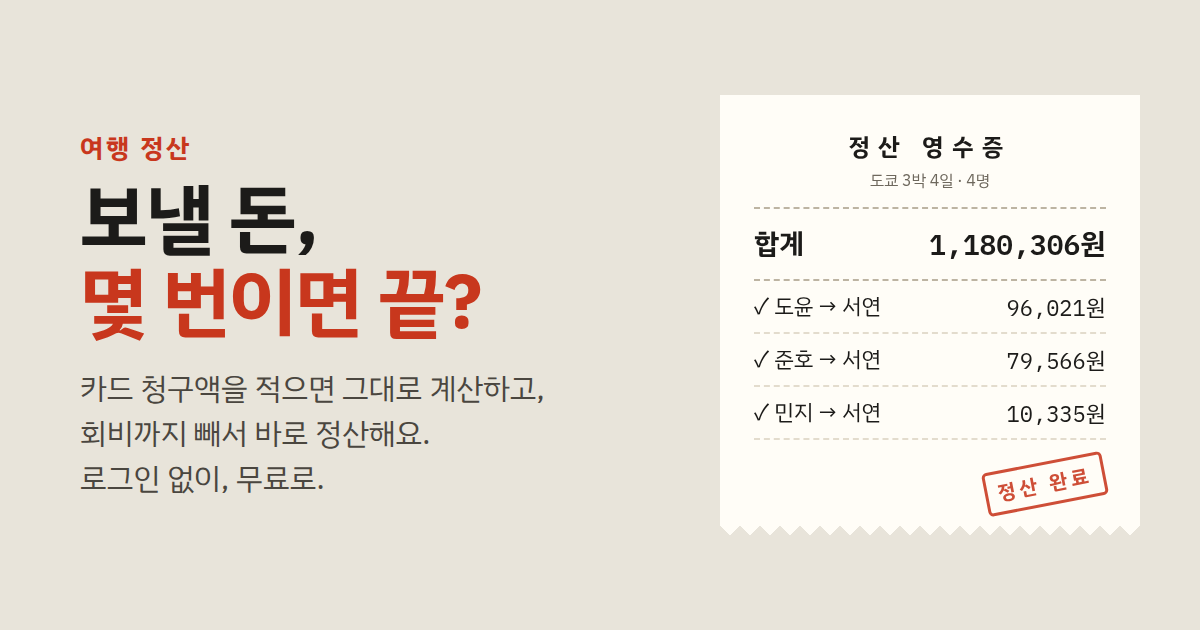 여행 정산
보낼 돈,
몇 번이면 끝?
카드 청구액을 적으면 그대로 계산하고,
회비까지 빼서 바로 정산해요.
로그인 없이, 무료로.
정산 영수증
도쿄 3박 4일 · 4명
합계 1,180,306원
✓ 도윤 → 서연 96,021원
✓ 준호 → 서연 79,566원
✓ 민지 → 서연 10,335원
정산 완료